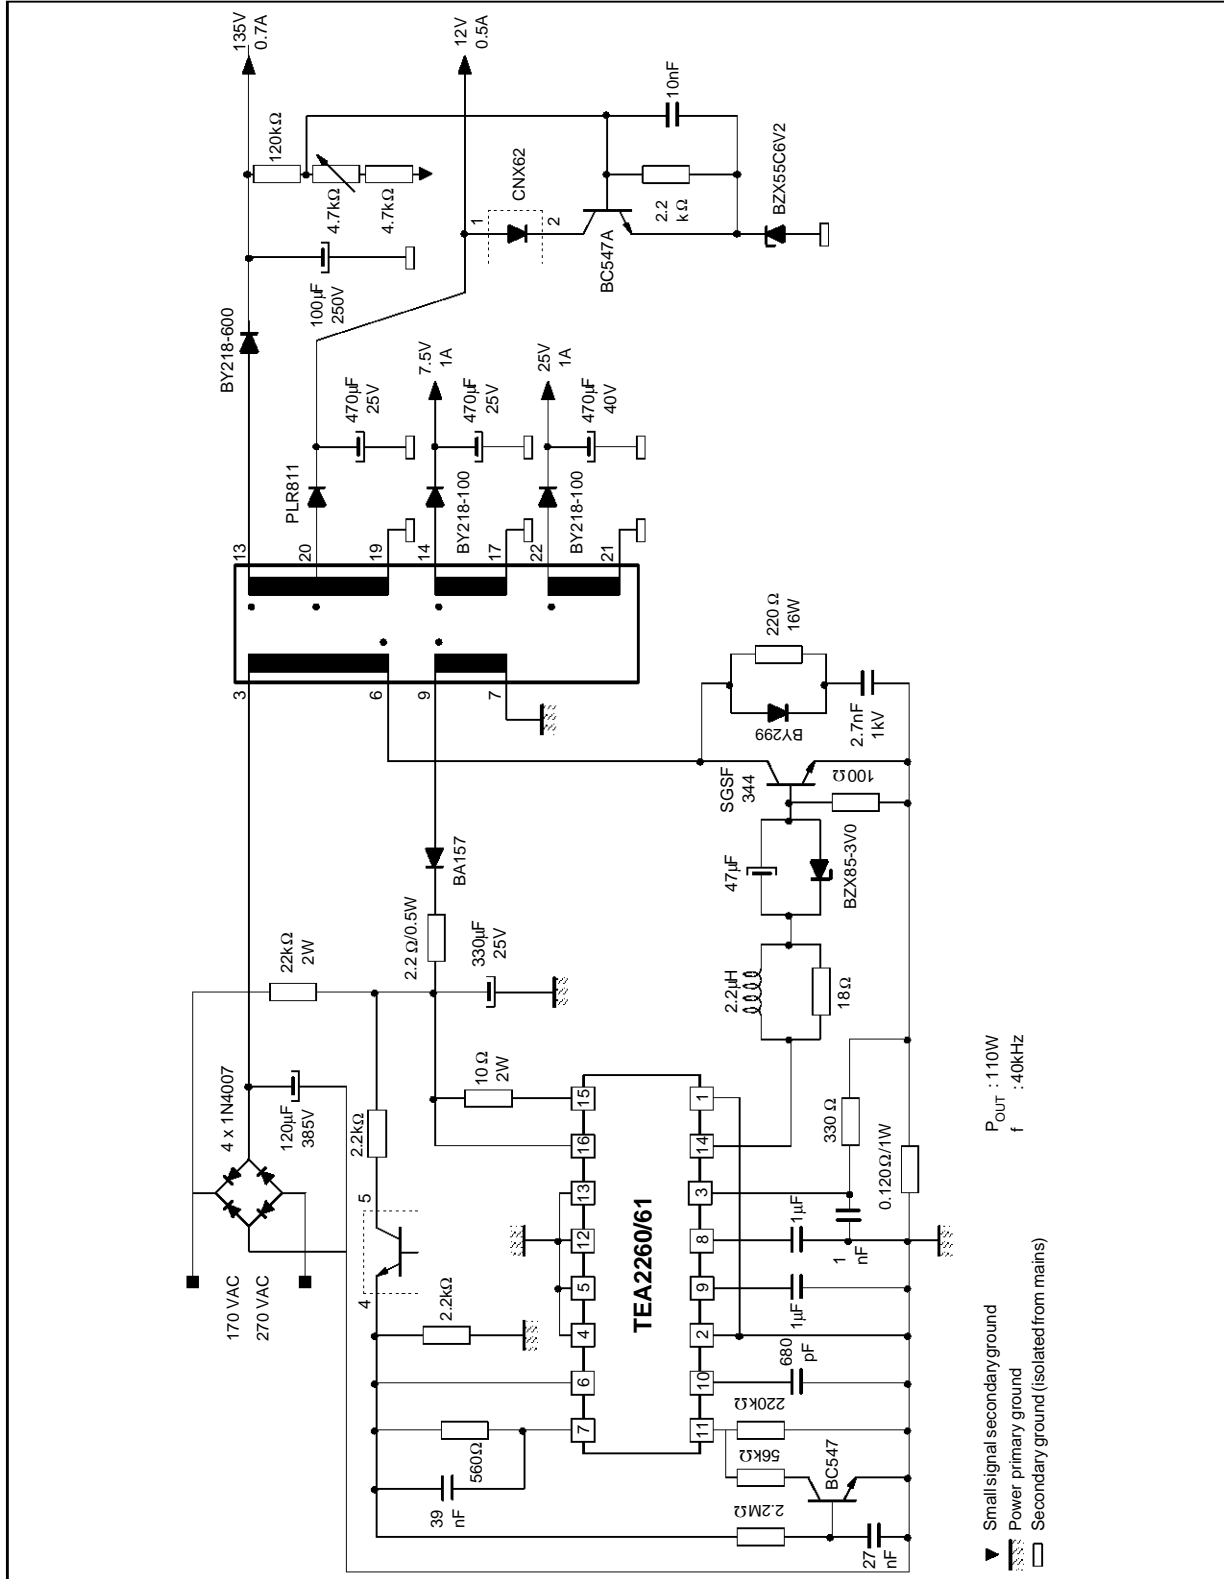 135V
0.7A
12V
0.5A
120kΩ
4.7kΩ
4.7kΩ
10nF
CNX62
1
2
2.2
kΩ
BC547A
BZX55C6V2
100µF
250V
BY218-600
7.5V
1A
25V
1A
470µF
25V
470µF
25V
470µF
40V
PLR811
BY218-100
BY218-100
13
20
19
14
17
22
21
3
6
9
7
220 Ω
16W
BY299
2.7nF
1kV
SGSF
344
100Ω
47µF
BZX85-3V0
BA157
2.2 Ω/0.5W
330µF
25V
22kΩ
2W
2.2µH
18Ω
4 x 1N4007
120µF
385V
2.2kΩ
10 Ω
2W
330 Ω
0.120Ω/1W
5
4
170 VAC
270 VAC
2.2kΩ
15
16
13
12
5
4
6
7
TEA2260/61
1
14
3
8
9
2
10
11
1µF
1
nF
1µF
680
pF
220kΩ
56kΩ
BC547
2.2MΩ
27
nF
560Ω
39
nF
P OUT : 110W
f : 40kHz
Small signal secondary ground
Power primary ground
Secondary ground (isolated from mains)